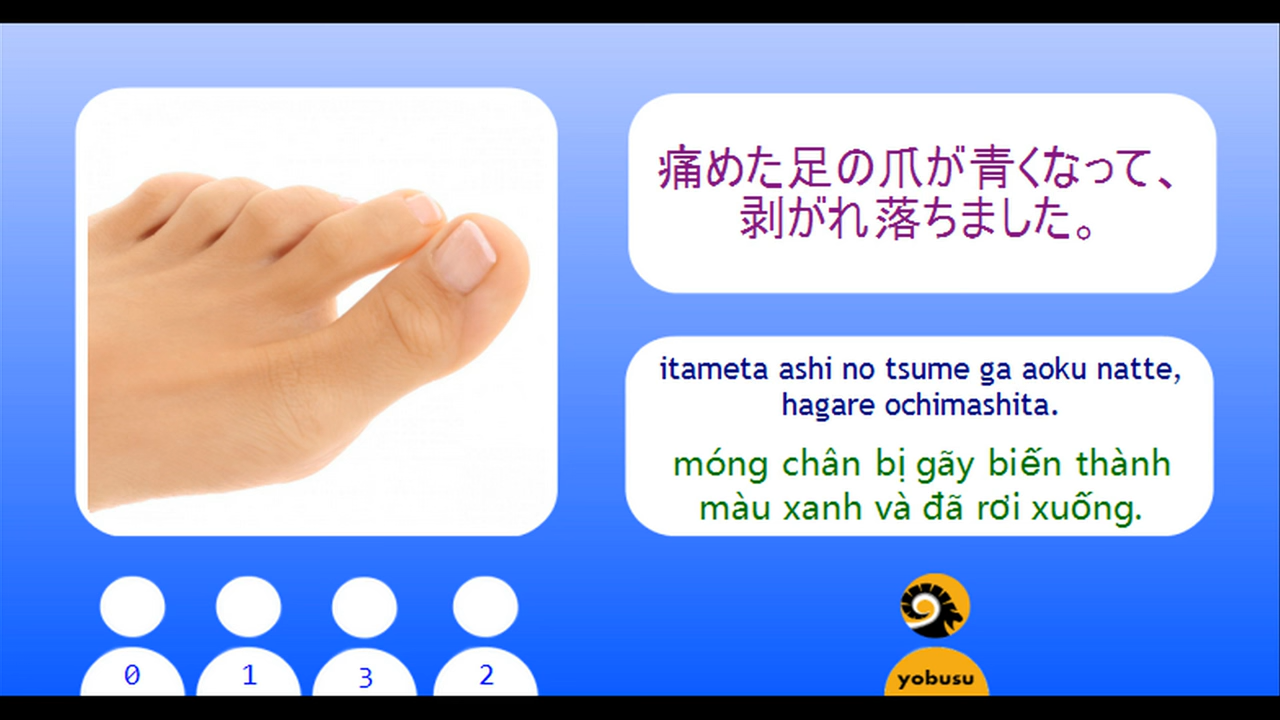 痛めた足の爪が青くなって、
剥がれ落ちました。
itameta ashi no tsume ga aoku natte,
hagare ochimashita.
móng chân bị gãy biến thành
màu xanh và đã rơi xuống.
0 1 3 2
yobusu